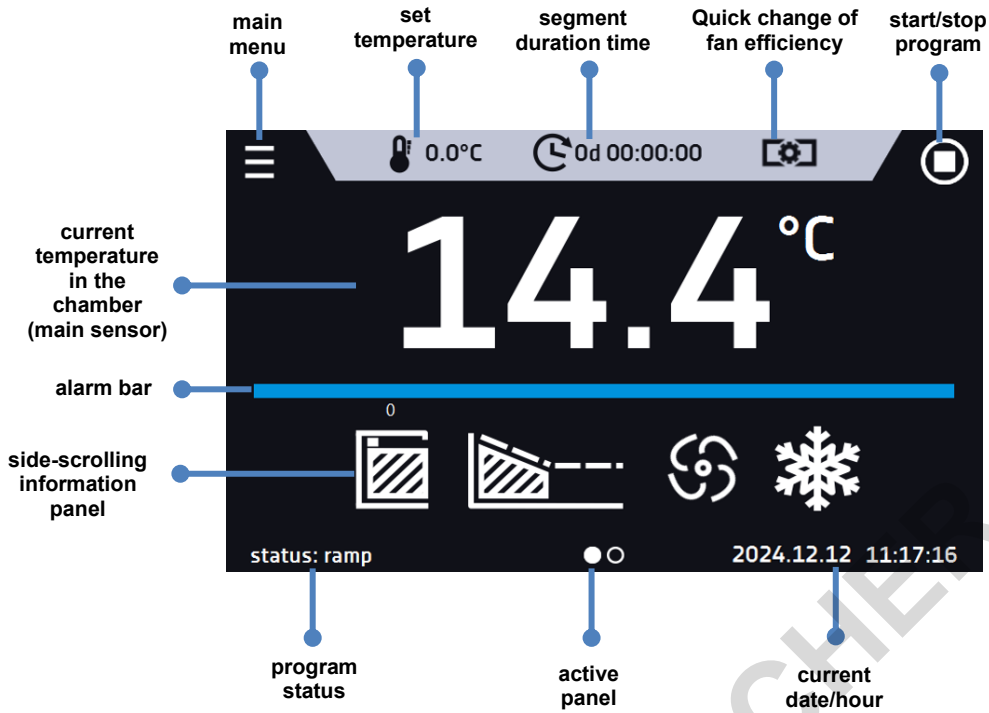 main
menu
set
temperature
segment
duration time
Quick change of
fan efficiency
start/stop
program
0.0°C
0d 00:00:00
current
temperature
in the
chamber
(main sensor)
14.4 °C
alarm bar
0
side-scrolling
information
panel
status: ramp
2024.12.12 11:17:16
program
status
active
panel
current
date/hour
CHER